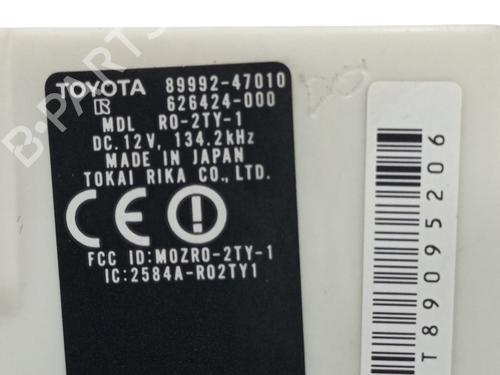 TOYOTA 89992-47010
626424-000
MDL RO-2TY-1
DC.12V, 134.2kHz
MADE IN JAPAN
TOKAI RIKA CO., LTD.
CE
FCC ID:MOZRO-2TY-1
IC:2584A-RO2TY1
T89095206
B-PARTS